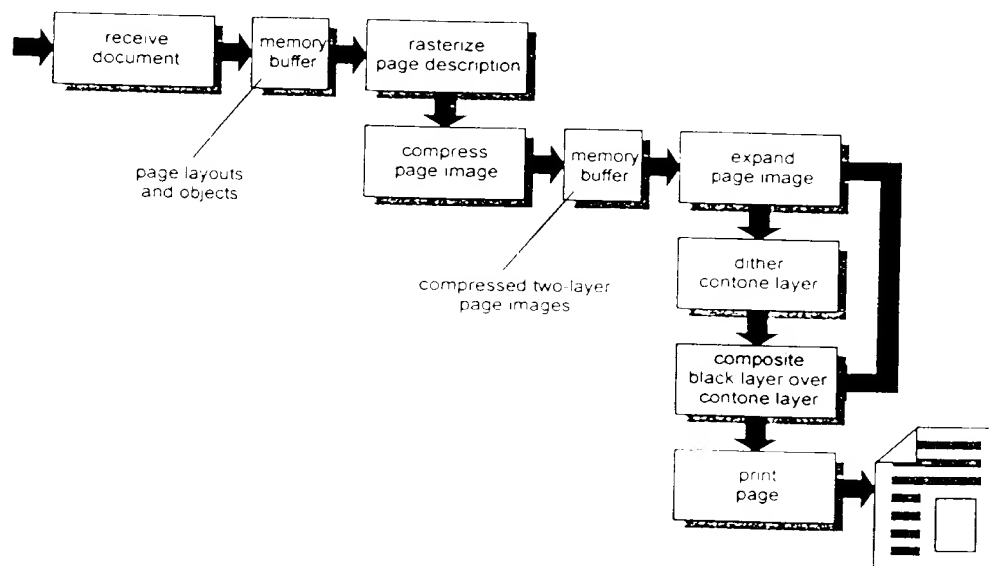 receive
document
memory
buffer
rasterize
page description
page layouts
and objects
compress
page image
memory
buffer
expand
page image
compressed two-layer
page images
dither
contone layer
composite
black layer over
contone layer
print
page